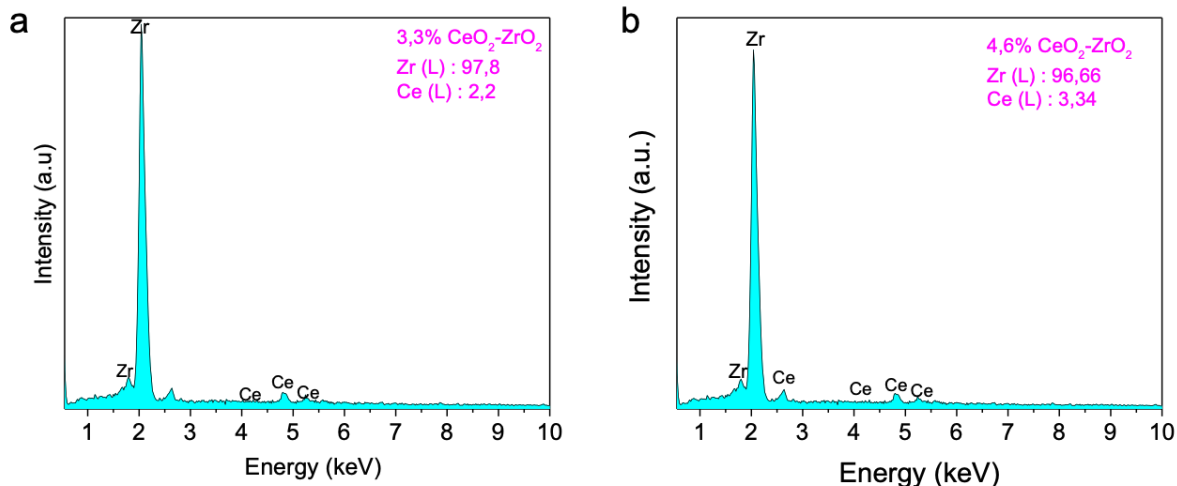 a
Zr
3,3% CeO₂-ZrO₂
Zr (L) : 97,8
Ce (L) : 2,2
Intensity (a.u)
Zr
Ce
Ce
Ce
1 2 3 4 5 6 7 8 9 10
Energy (keV)
b
Zr
4,6% CeO₂-ZrO₂
Zr (L) : 96,66
Ce (L) : 3,34
Intensity (a.u.)
Zr
Ce
Ce
Ce
Ce
1 2 3 4 5 6 7 8 9 10
Energy (keV)